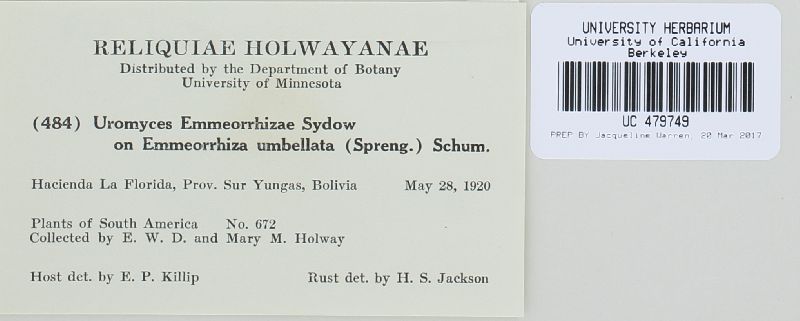 RELIQUIAE HOLWAYANAE
Distributed by the Department of Botany
University of Minnesota
(484) Uromyces Emmeorrhizae Sydow
on Emmeorrhiza umbellata (Spreng.) Schum.
Hacienda La Florida, Prov. Sur Yungas, Bolivia May 28, 1920
Plants of South America No. 672
Collected by E. W. D. and Mary M. Holway
Host det. by E. P. Killip Rust det. by H. S. Jackson
UNIVERSITY HERBARIUM
University of California
Berkeley
UC 479749
PREP BY Jacqueline Warren, 20 Mar 2017